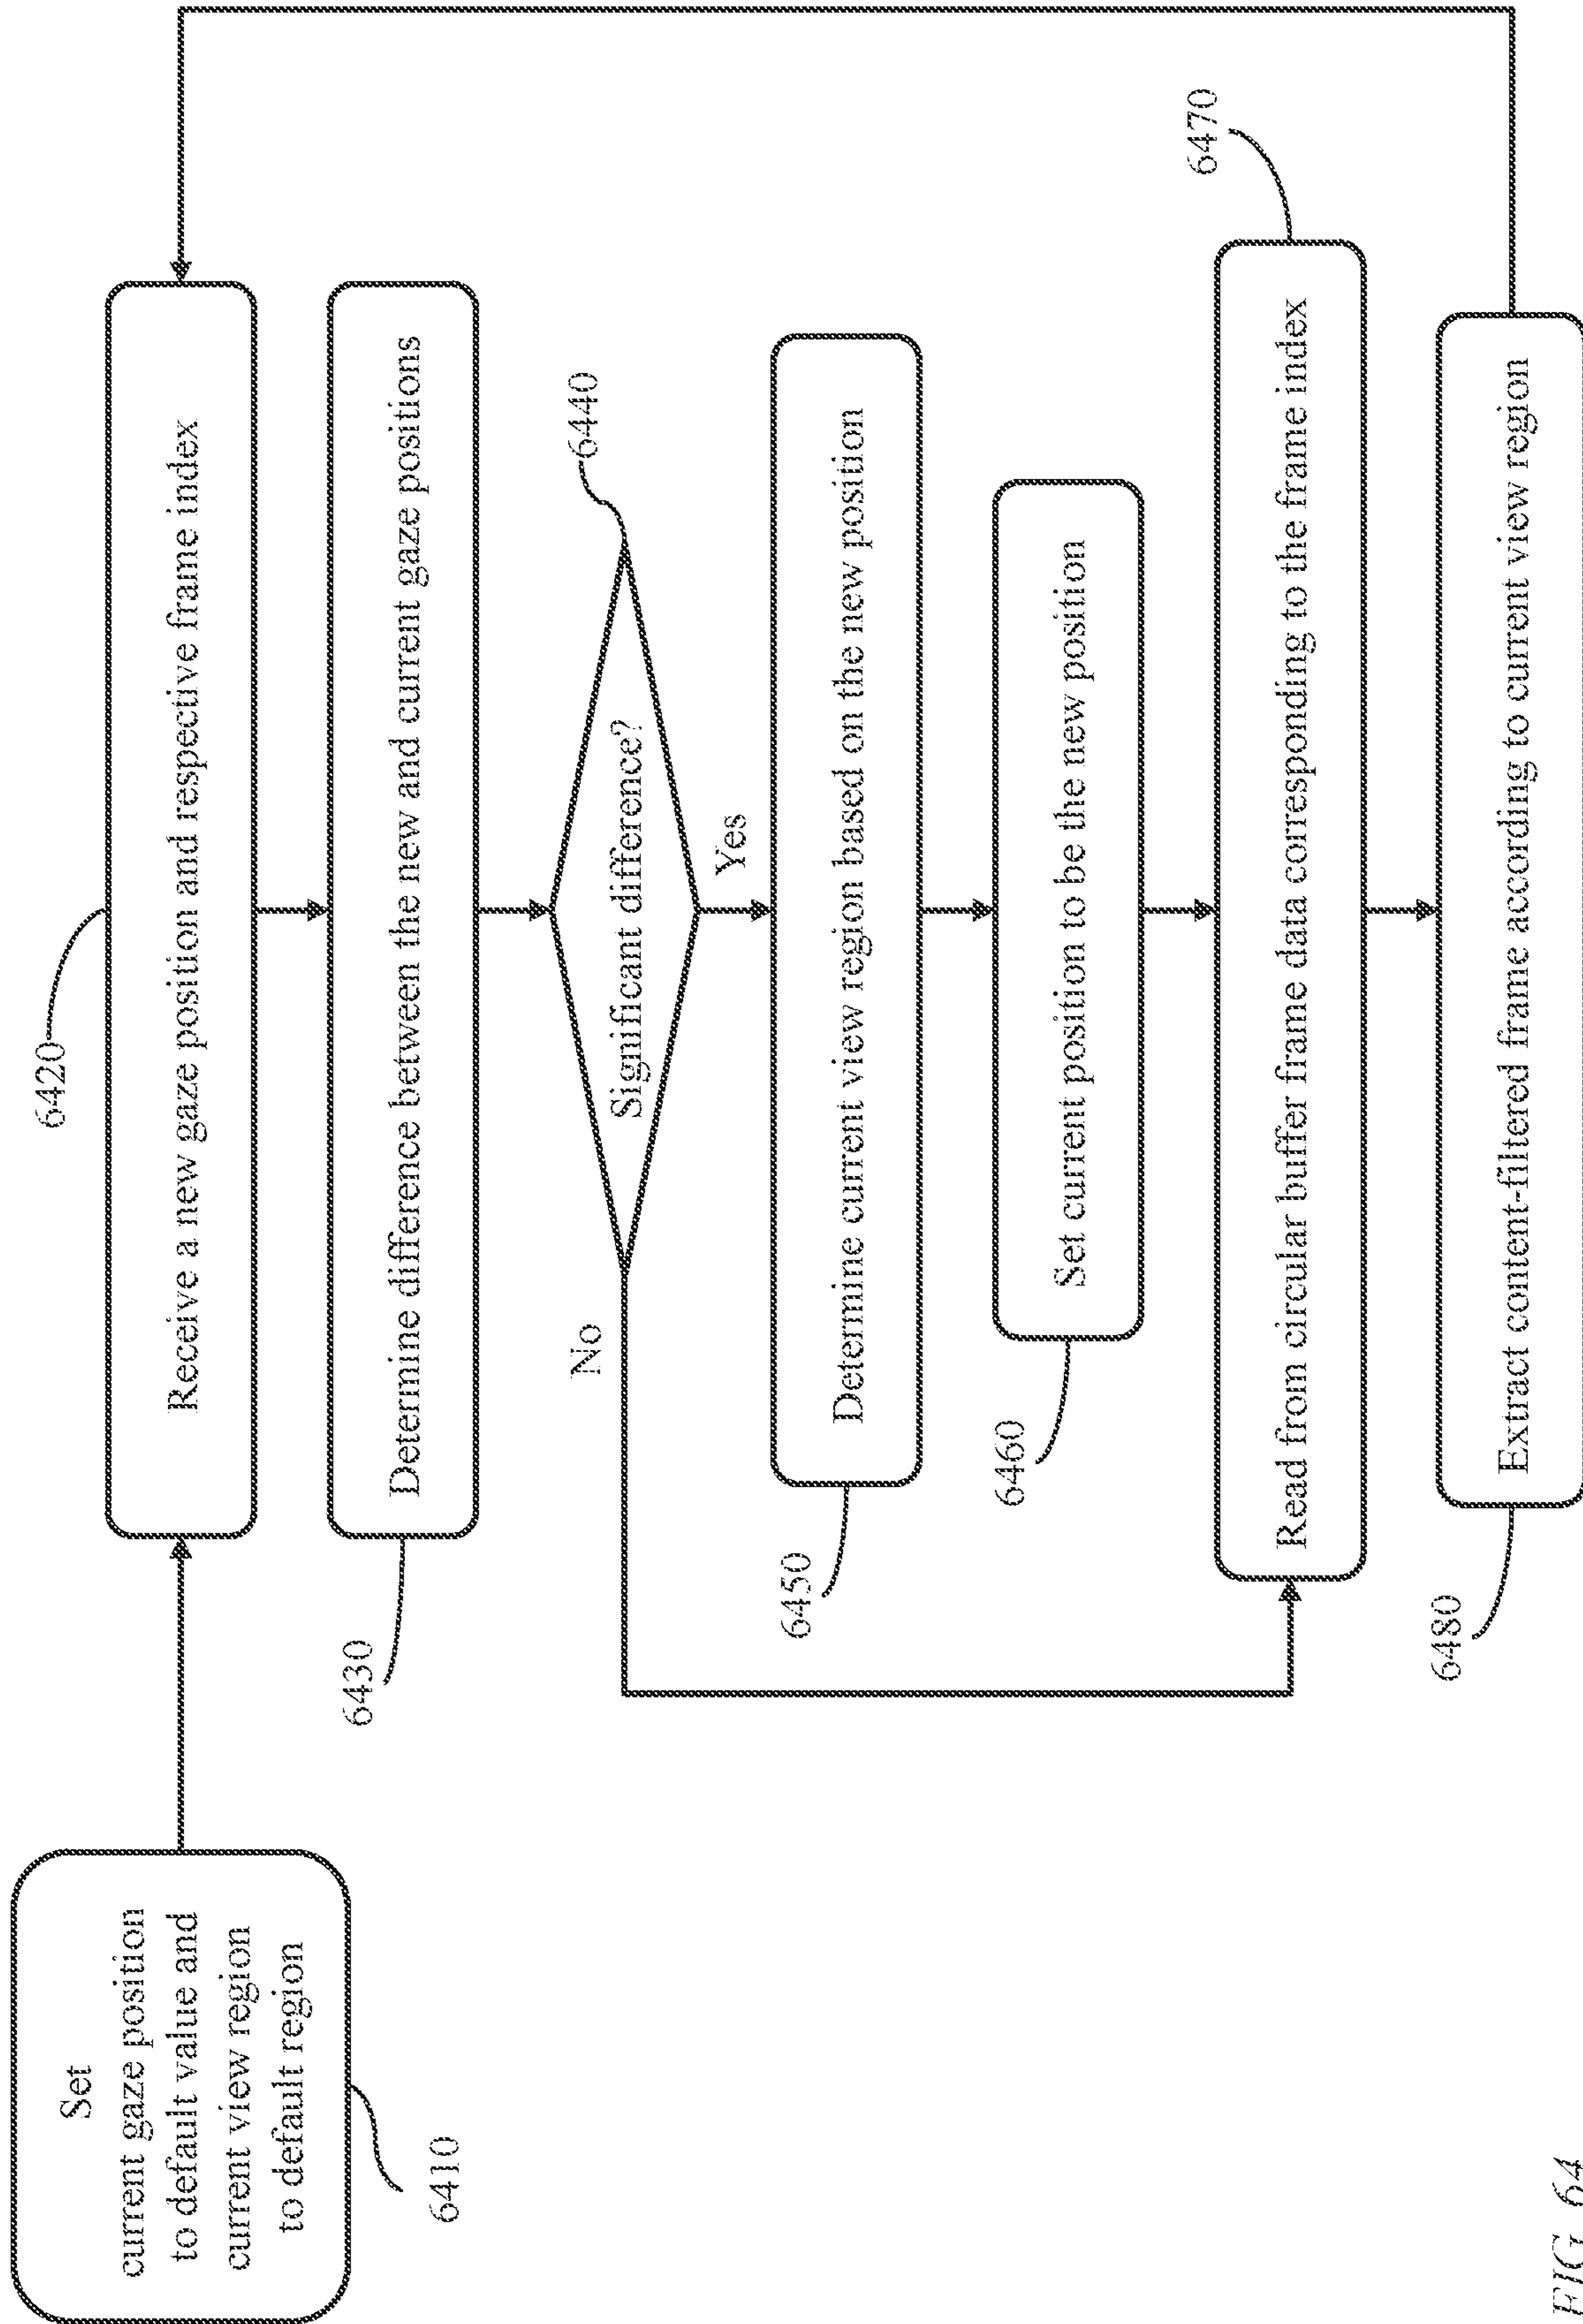 Set
current gaze position
to default value and
current view region
to default region
6410
6420
Receive a new gaze position and respective frame index
6430
Determine difference between the new and current gaze positions
6440
Significant difference?
No
Yes
6450
Determine current view region based on the new position
6460
Set current position to be the new position
6470
Read from circular buffer frame data corresponding to the frame index
6480
Extract content-filtered frame according to current view region
FIG. 64